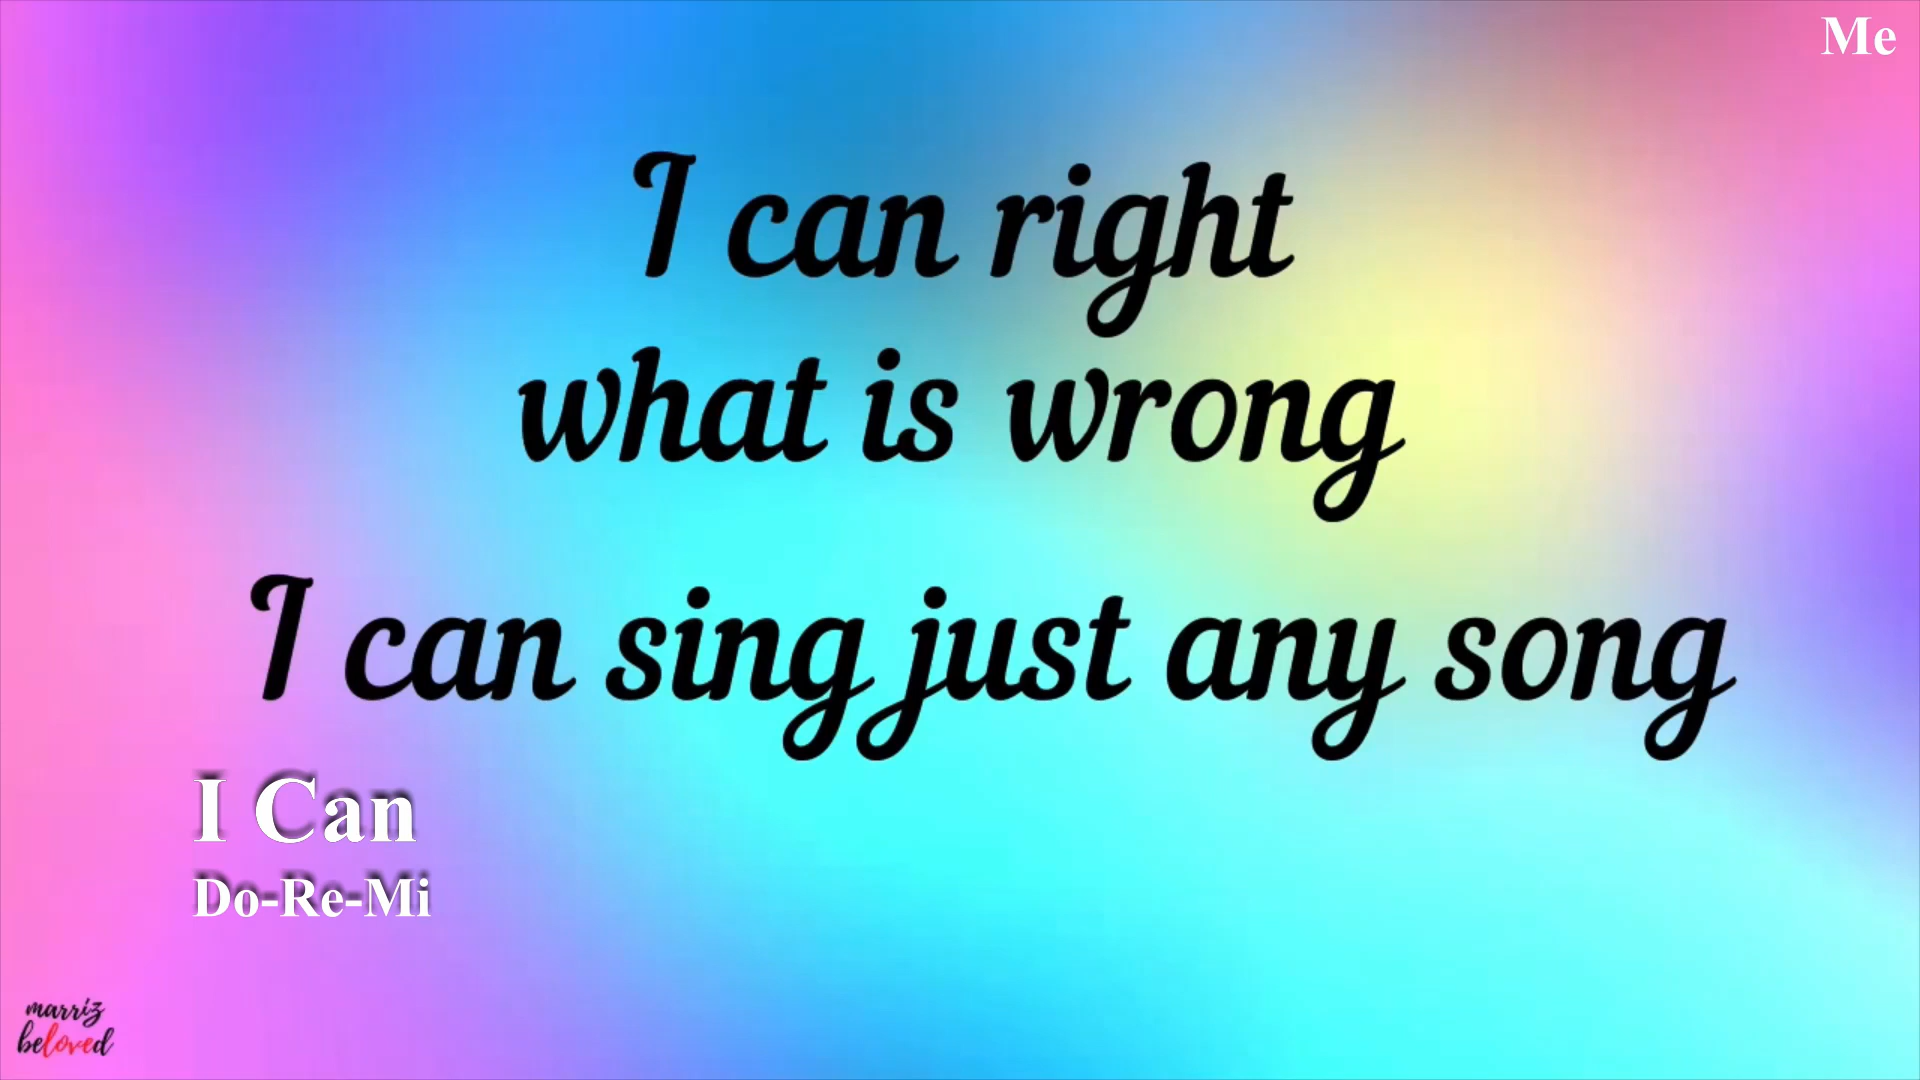 Me
I can right
what is wrong
I can sing just any song
I Can
Do-Re-Mi
marriz
beloved